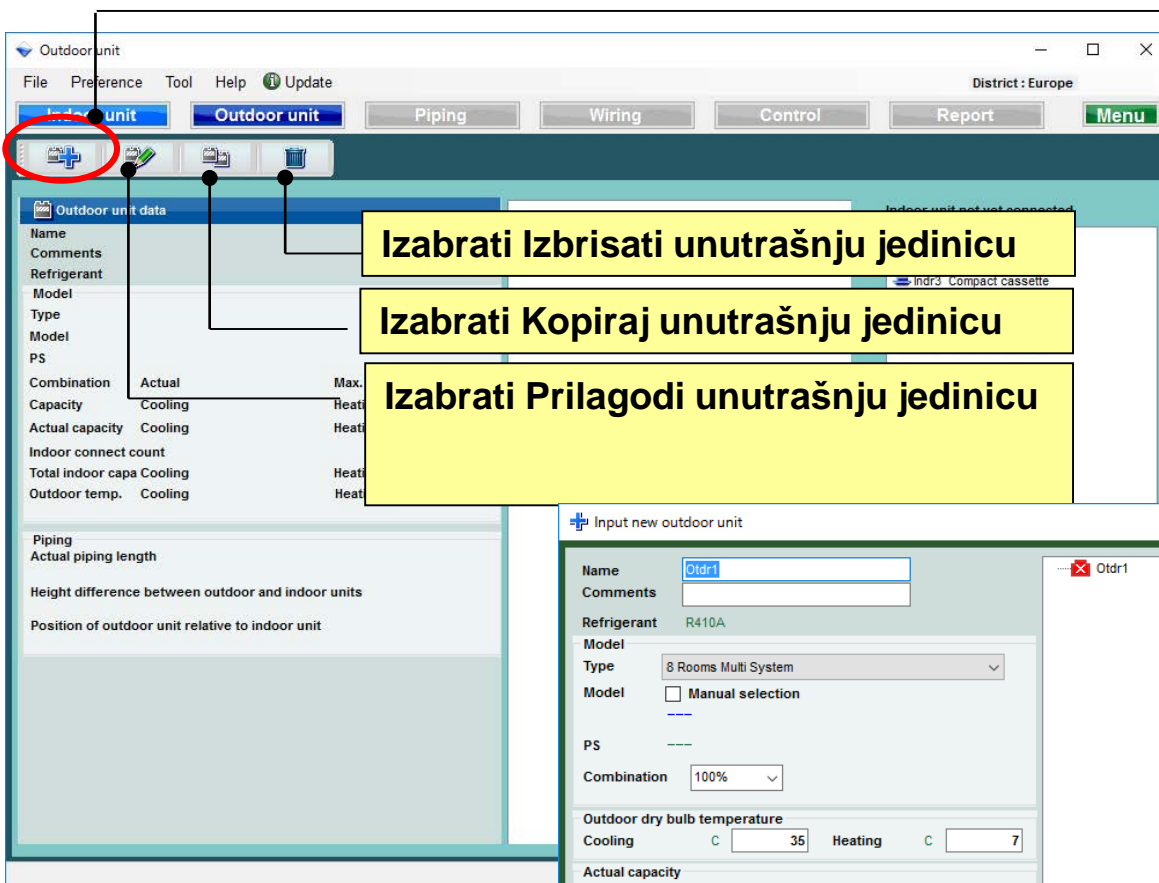 Outdoor unit
File Preference Tool Help Update District : Europe
Indoor unit Outdoor unit Piping Wiring Control Report Menu
Outdoor unit data
Name
Comments
Refrigerant
Model
Type
Model
PS
Combination Actual Max.
Capacity Cooling Heati
Actual capacity Cooling Heati
Indoor connect count
Total indoor capa Cooling Heati
Outdoor temp. Cooling Heati
Piping
Actual piping length
Height difference between outdoor and indoor units
Position of outdoor unit relative to indoor unit
Indoor unit not yet connected
Indr3 Compact cassette
Izabrati Izbrisati unutrašnju jedinicu
Izabrati Kopiraj unutrašnju jedinicu
Izabrati Prilagodi unutrašnju jedinicu
Input new outdoor unit
Name Otdr1
Comments
Refrigerant R410A
Model
Type 8 Rooms Multi System
Model Manual selection
---
PS ---
Combination 100%
Outdoor dry bulb temperature
Cooling C 35 Heating C 7
Actual capacity
Otdr1